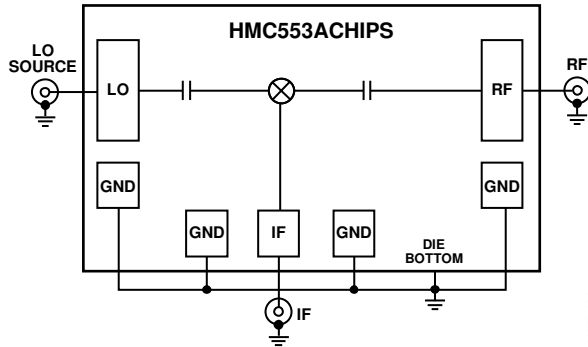 HMC553ACHIPS
LO
SOURCE
LO
RF
RF
GND
GND
GND
IF
GND
DIE
BOTTOM
IF